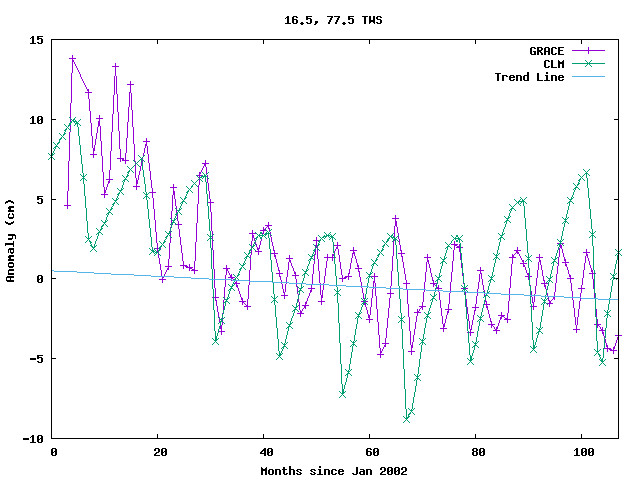 16.5, 77.5 TWS
GRACE
CLM
Trend Line
Anomaly (cm)
15
10
5
0
-5
-10
0 20 40 60 80 100
Months since Jan 2002